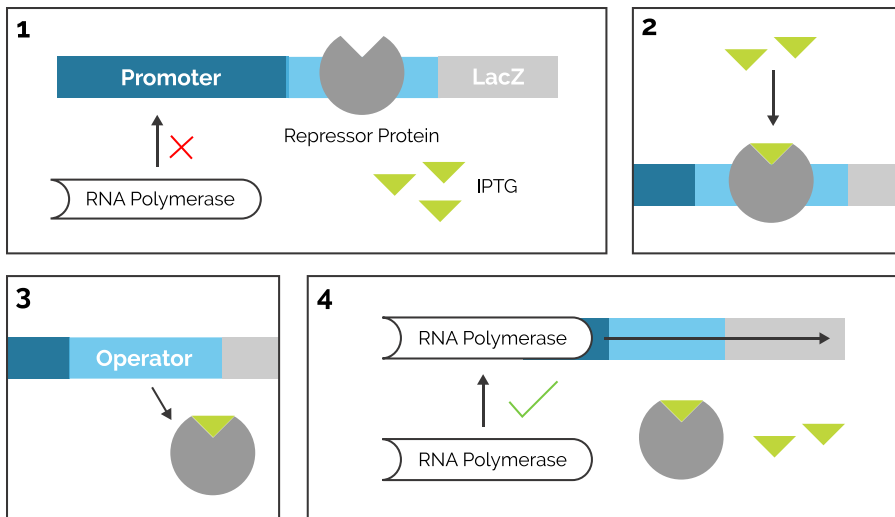 1
Promoter
LacZ
Repressor Protein
RNA Polymerase
IPTG
2
3
Operator
4
RNA Polymerase
RNA Polymerase